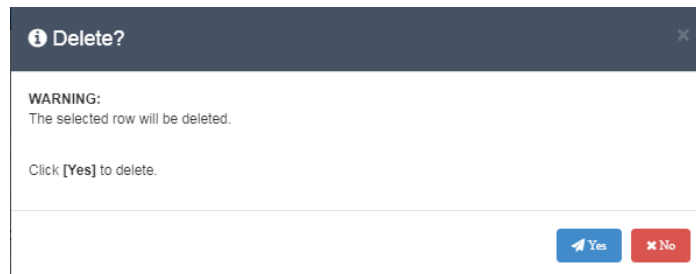 Delete?
WARNING:
The selected row will be deleted.
Click [Yes] to delete.
Yes
No